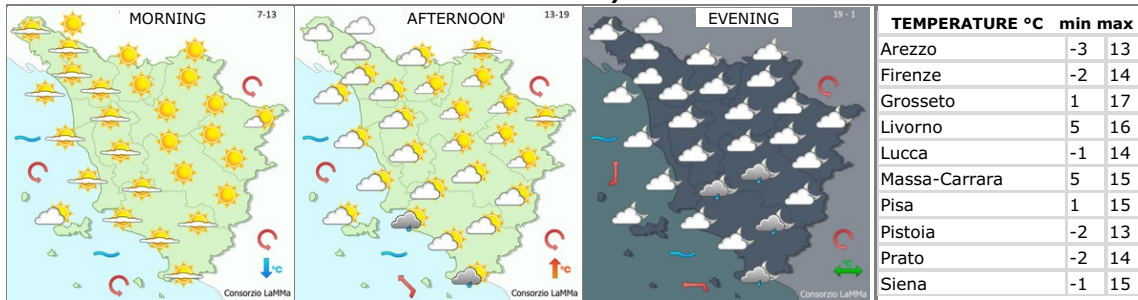 MORNING
7-13
°C
Consorzio LaMMa
AFTERNOON
13-19
°C
Consorzio LaMMa
EVENING
19 - 1
°C
Consorzio LaMMa
TEMPERATURE °C min max
Arezzo -3 13
Firenze -2 14
Grosseto 1 17
Livorno 5 16
Lucca -1 14
Massa-Carrara 5 15
Pisa 1 15
Pistoia -2 13
Prato -2 14
Siena -1 15